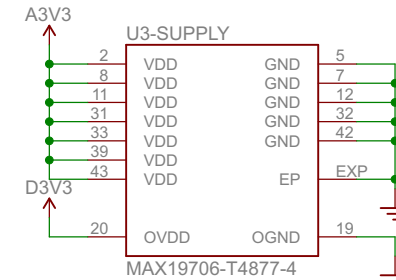 A3V3
U3-SUPPLY
2 VDD GND 5
8 VDD GND 7
11 VDD GND 12
31 VDD GND 32
33 VDD GND 42
39 VDD
43 VDD EP EXP
D3V3
20 OVDD OGND 19
MAX19706-T4877-4